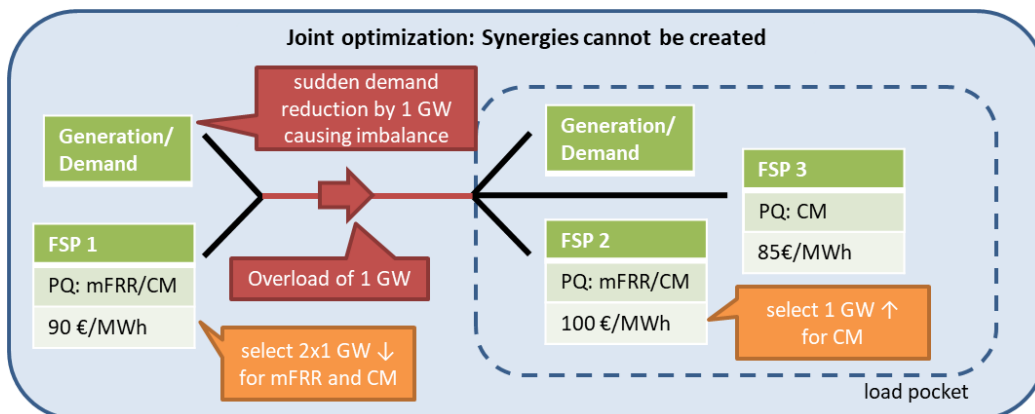 Joint optimization: Synergies cannot be created
sudden demand
reduction by 1 GW
causing imbalance
Generation/
Demand
Generation/
Demand
FSP 3
PQ: CM
85€/MWh
FSP 1
PQ: mFRR/CM
90 €/MWh
Overload of 1 GW
FSP 2
PQ: mFRR/CM
100 €/MWh
select 2x1 GW ↓
for mFRR and CM
select 1 GW ↑
for CM
load pocket